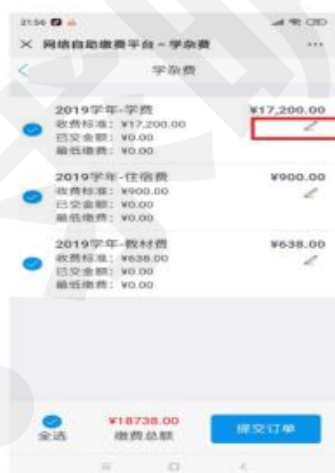 21:56
网络自助缴费平台-学杂费
学杂费
2019学年-学费 ¥17,200.00
收费标准：¥17,200.00
已交金额：¥0.00
最低缴费：¥0.00
2019学年-住宿费 ¥900.00
收费标准：¥900.00
已交金额：¥0.00
最低缴费：¥0.00
2019学年-教材费 ¥638.00
收费标准：¥638.00
已交金额：¥0.00
最低缴费：¥0.00
全选 ¥18738.00 提交订单
缴费总额